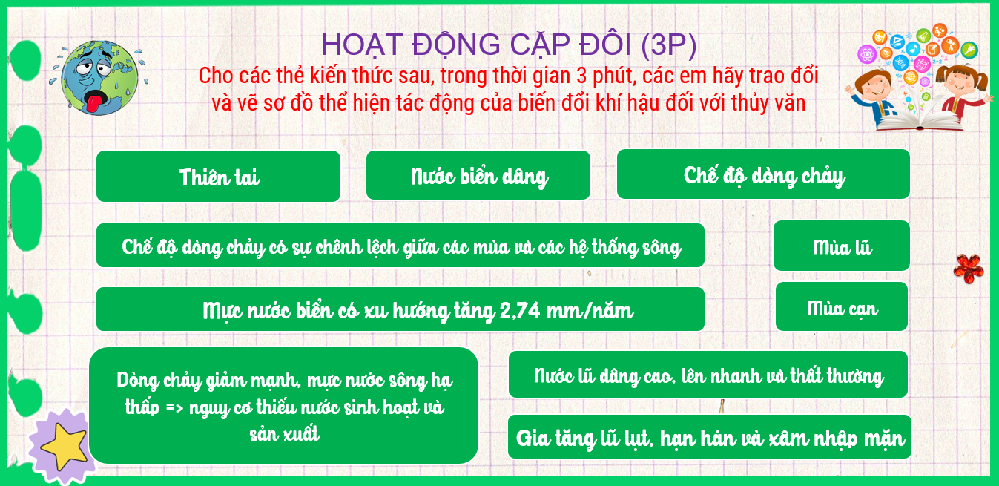 HOẠT ĐỘNG CẶP ĐÔI (3P)
Cho các thẻ kiến thức sau, trong thời gian 3 phút, các em hãy trao đổi
và vẽ sơ đồ thể hiện tác động của biến đổi khí hậu đối với thủy văn
Thiên tai
Nước biển dâng
Chế độ dòng chảy
Chế độ dòng chảy có sự chênh lệch giữa các mùa và các hệ thống sông
Mùa lũ
Mực nước biển có xu hướng tăng 2,74 mm/năm
Mùa cạn
Dòng chảy giảm mạnh, mực nước sông hạ
thấp => nguy cơ thiếu nước sinh hoạt và
sản xuất
Nước lũ dâng cao, lên nhanh và thất thường
Gia tăng lũ lụt, hạn hán và xâm nhập mặn